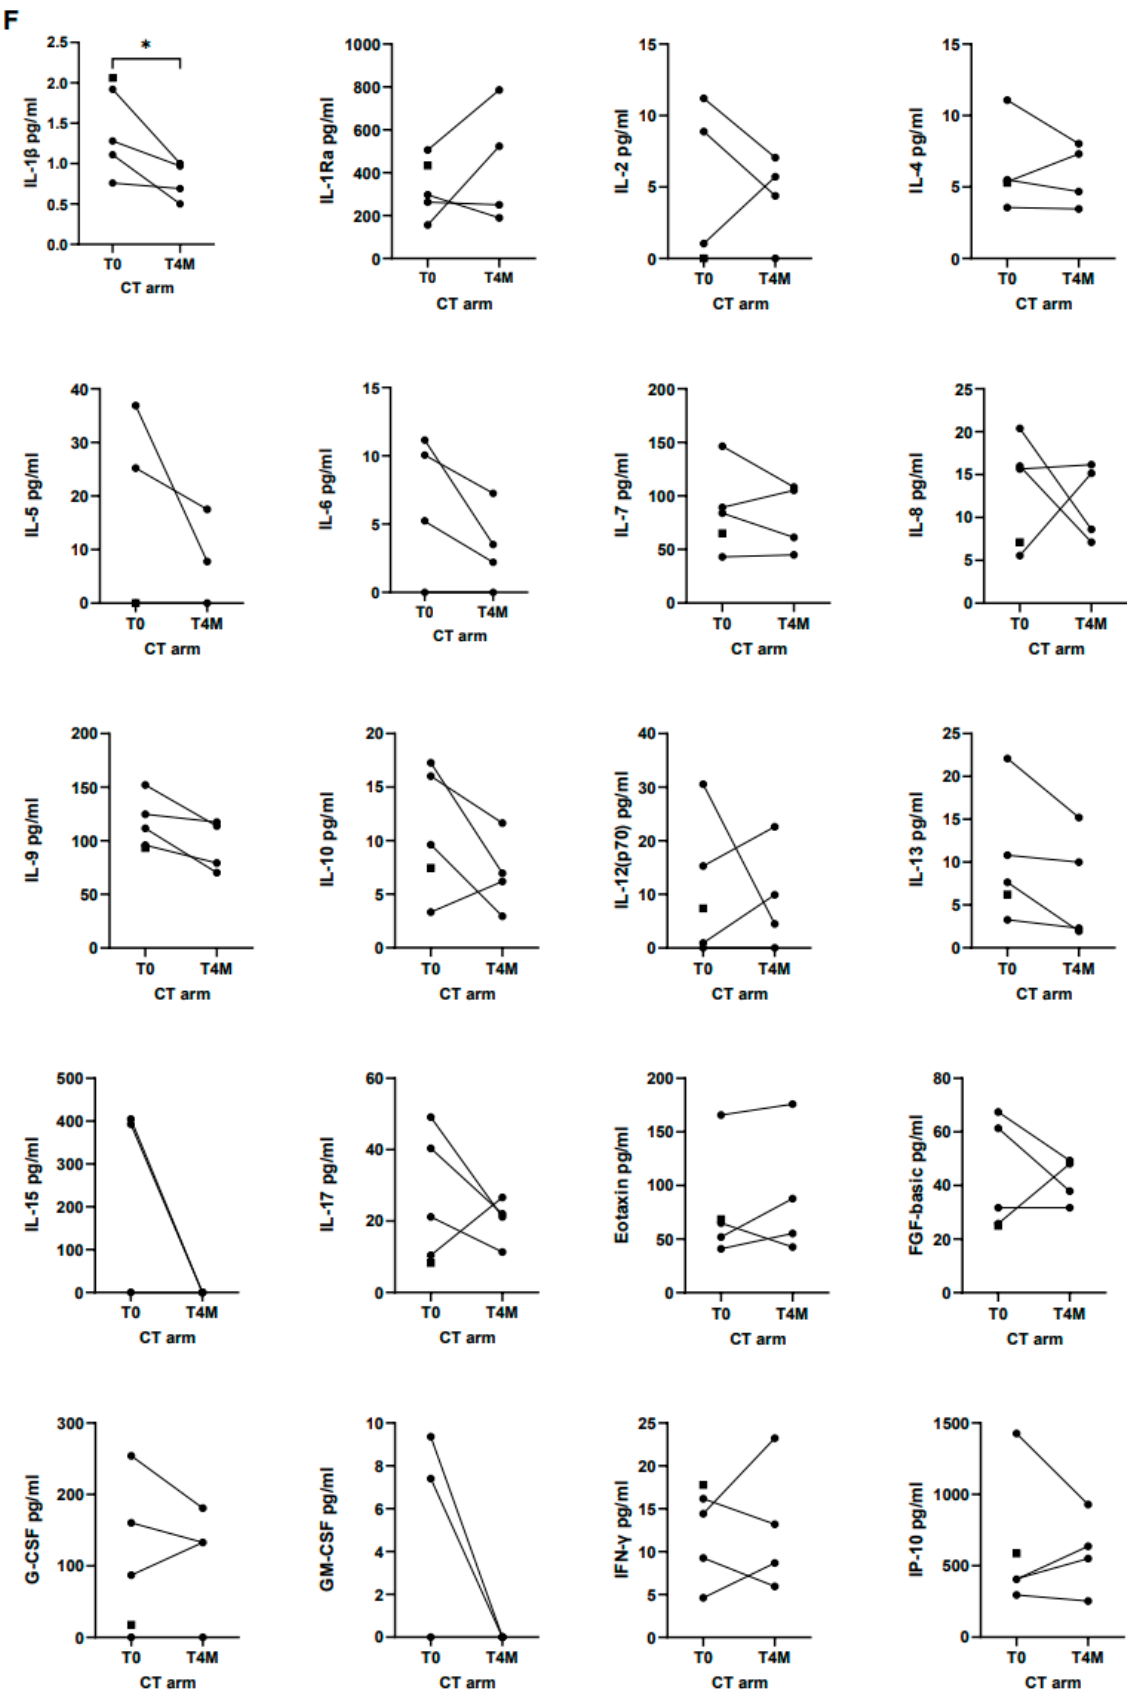 F
*
IL-1β pg/ml
2.5
2.0
1.5
1.0
0.5
0.0
T0 T4M
CT arm
IL-1Ra pg/ml
1000
800
600
400
200
0
T0 T4M
CT arm
IL-2 pg/ml
15
10
5
0
T0 T4M
CT arm
IL-4 pg/ml
15
10
5
0
T0 T4M
CT arm
IL-5 pg/ml
40
30
20
10
0
T0 T4M
CT arm
IL-6 pg/ml
15
10
5
0
T0 T4M
CT arm
IL-7 pg/ml
200
150
100
50
0
T0 T4M
CT arm
IL-8 pg/ml
25
20
15
10
5
0
T0 T4M
CT arm
IL-9 pg/ml
200
150
100
50
0
T0 T4M
CT arm
IL-10 pg/ml
20
15
10
5
0
T0 T4M
CT arm
IL-12(p70) pg/ml
40
30
20
10
0
T0 T4M
CT arm
IL-13 pg/ml
25
20
15
10
5
0
T0 T4M
CT arm
IL-15 pg/ml
500
400
300
200
100
0
T0 T4M
CT arm
IL-17 pg/ml
60
40
20
0
T0 T4M
CT arm
Eotaxin pg/ml
200
150
100
50
0
T0 T4M
CT arm
FGF-basic pg/ml
80
60
40
20
0
T0 T4M
CT arm
G-CSF pg/ml
300
200
100
0
T0 T4M
CT arm
GM-CSF pg/ml
10
8
6
4
2
0
T0 T4M
CT arm
IFN-γ pg/ml
25
20
15
10
5
0
T0 T4M
CT arm
IP-10 pg/ml
1500
1000
500
0
T0 T4M
CT arm